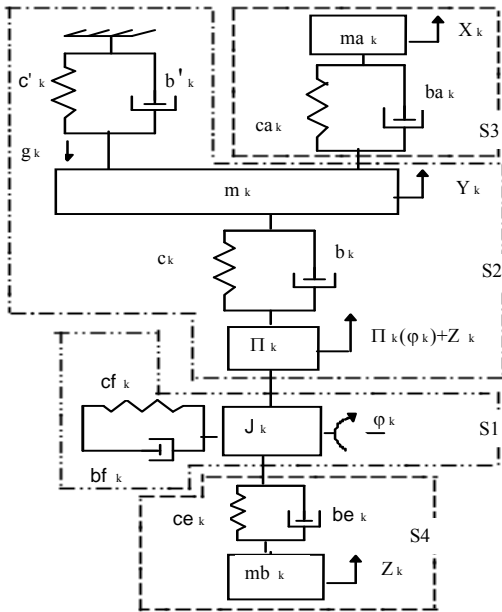 ma k
X k
c' k
b' k
ca k
ba k
S3
g k
m k
Y k
c k
b k
S2
Π k
Π k(φ k)+Z k
cf k
J k
φ k
S1
bf k
ce k
be k
S4
mb k
Z k